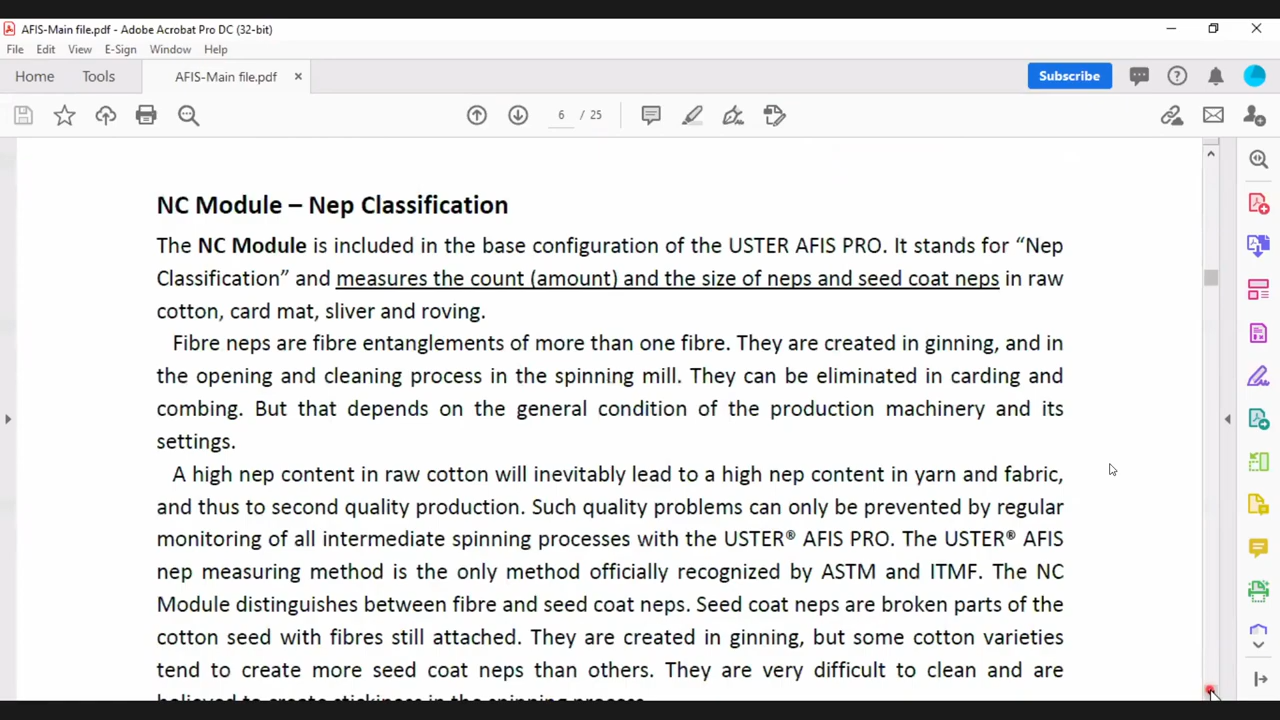 AFIS-Main file.pdf - Adobe Acrobat Pro DC (32-bit)
File Edit View E-Sign Window Help
Home Tools AFIS-Main file.pdf × Subscribe
6 / 25
NC Module – Nep Classification
The NC Module is included in the base configuration of the USTER AFIS PRO. It stands for “Nep
Classification” and measures the count (amount) and the size of neps and seed coat neps in raw
cotton, card mat, sliver and roving.
Fibre neps are fibre entanglements of more than one fibre. They are created in ginning, and in
the opening and cleaning process in the spinning mill. They can be eliminated in carding and
combing. But that depends on the general condition of the production machinery and its
settings.
A high nep content in raw cotton will inevitably lead to a high nep content in yarn and fabric,
and thus to second quality production. Such quality problems can only be prevented by regular
monitoring of all intermediate spinning processes with the USTER® AFIS PRO. The USTER® AFIS
nep measuring method is the only method officially recognized by ASTM and ITMF. The NC
Module distinguishes between fibre and seed coat neps. Seed coat neps are broken parts of the
cotton seed with fibres still attached. They are created in ginning, but some cotton varieties
tend to create more seed coat neps than others. They are very difficult to clean and are
believed to create stickiness in the spinning process.